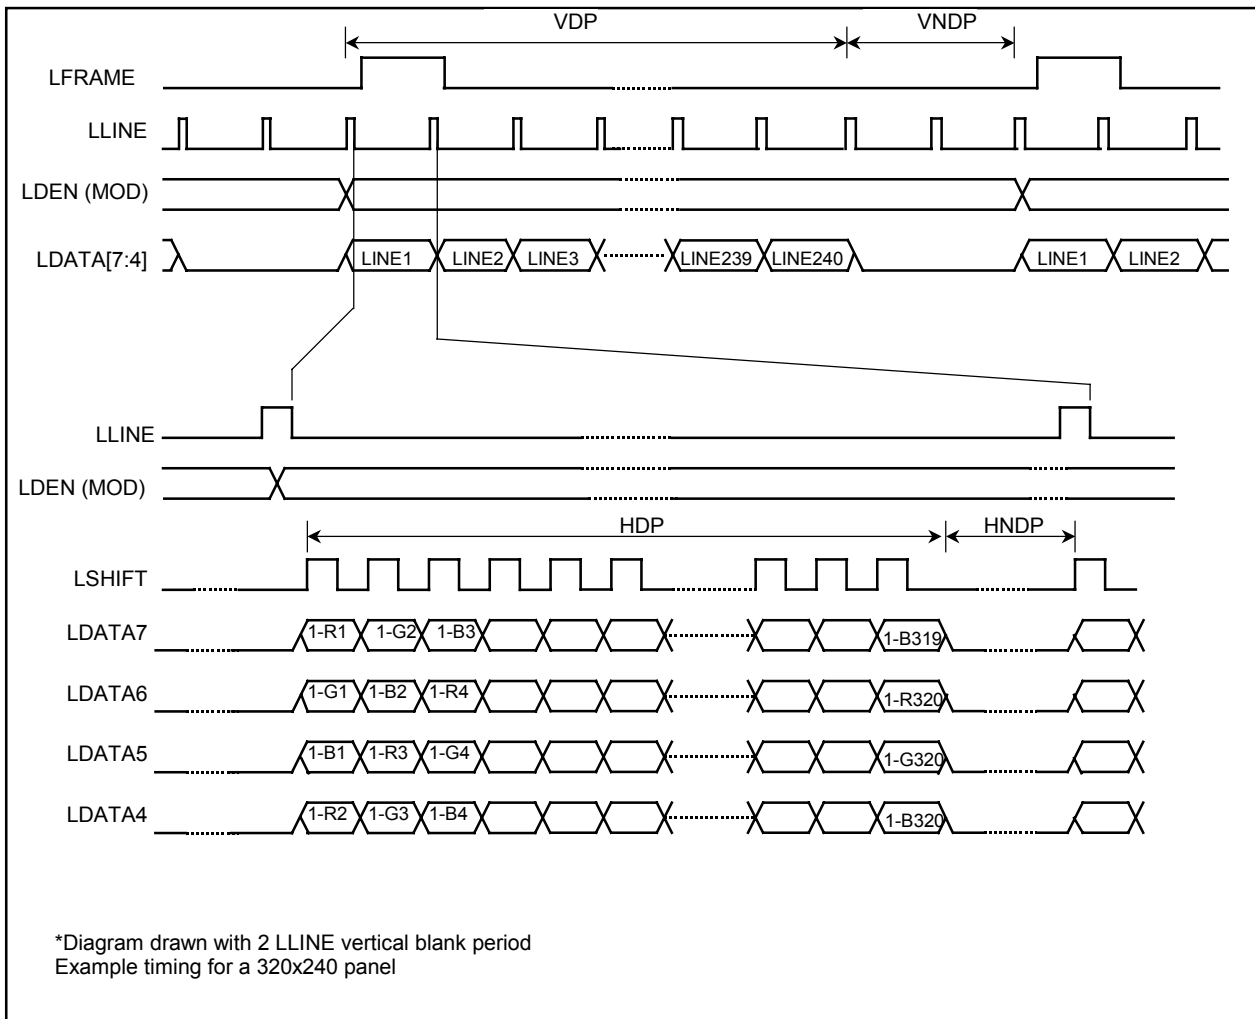 VDP VNDP
LFRAME
LLINE
LDEN (MOD)
LDATA[7:4] LINE1 LINE2 LINE3 LINE239 LINE240 LINE1 LINE2
LLINE
LDEN (MOD)
HDP HNDP
LSHIFT
LDATA7 1-R1 1-G2 1-B3 1-B319
LDATA6 1-G1 1-B2 1-R4 1-R320
LDATA5 1-B1 1-R3 1-G4 1-G320
LDATA4 1-R2 1-G3 1-B4 1-B320
*Diagram drawn with 2 LLINE vertical blank period
Example timing for a 320x240 panel